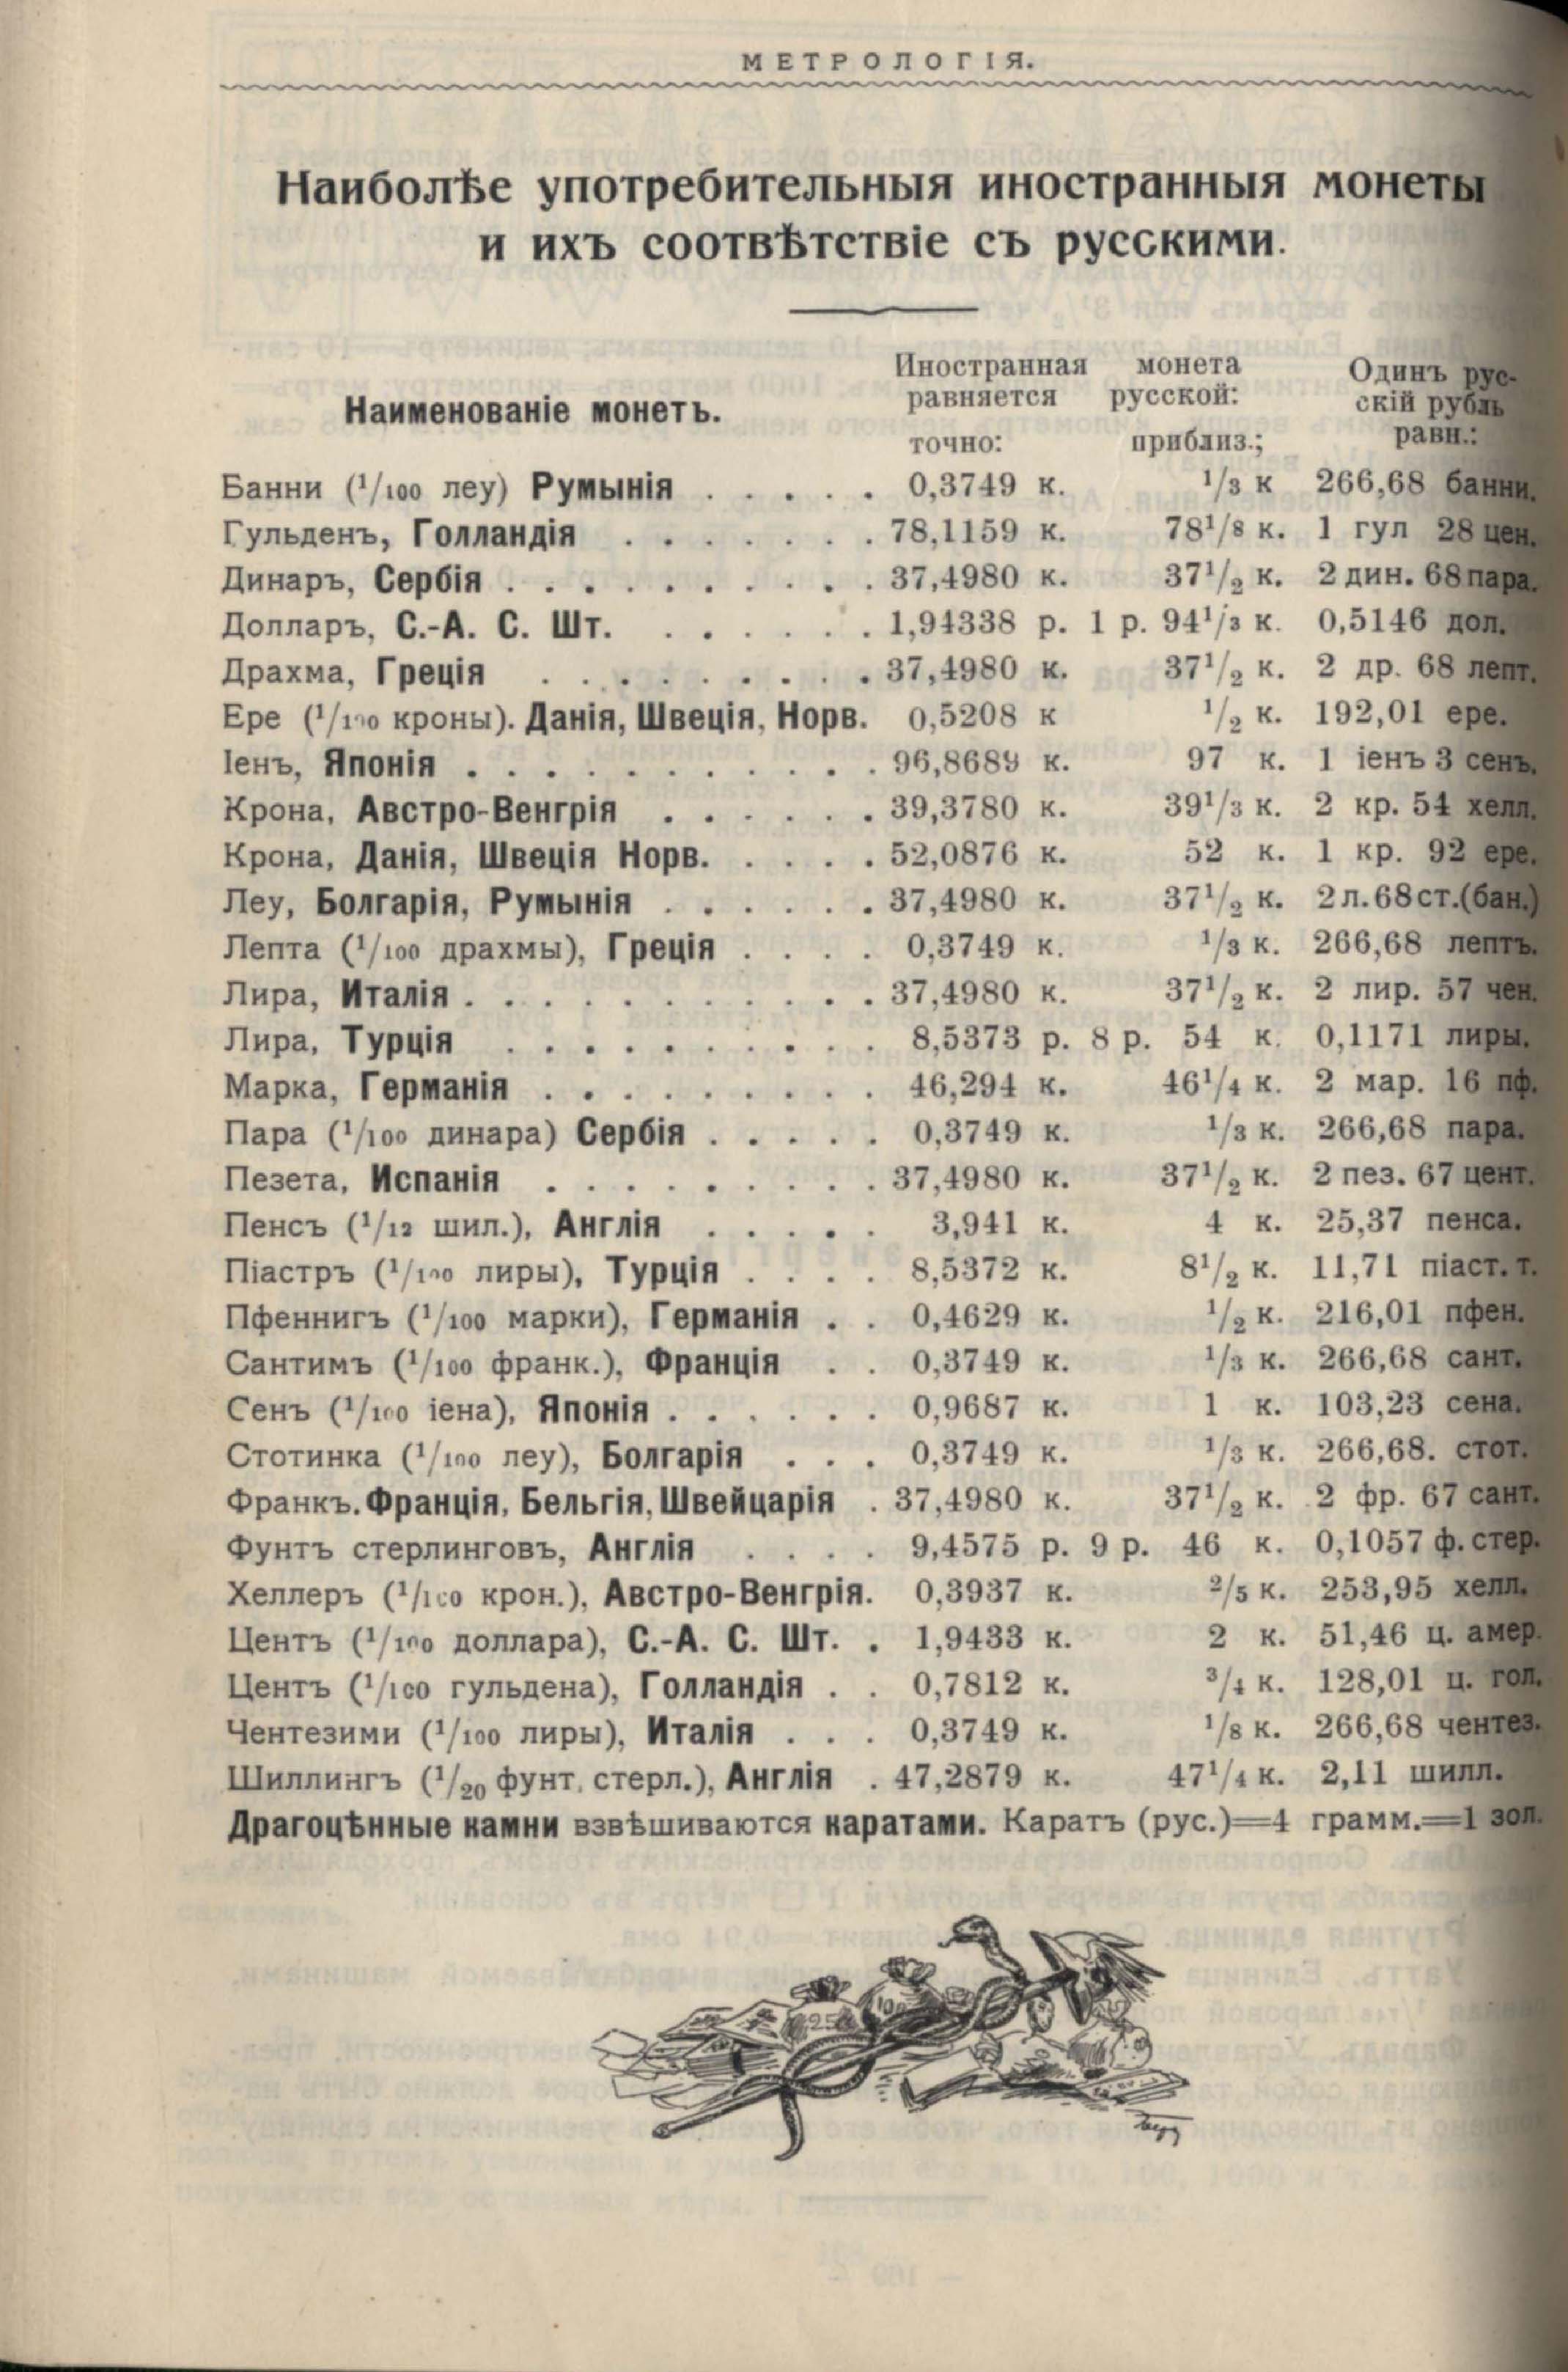 МЕТРОЛОГІЯ.
Наиболѣе употребительныя иностранныя монеты
и ихъ соотвѣтствіе съ русскими.
Наименованіе монетъ. Иностранная монета равняется русской: точно: приблиз.; Одинъ русскій рубль равн.:
Банни (1/100 леу) Румынія . . . . . 0,3749 к. 1/3 к 266,68 банни.
Гульденъ, Голландія . . . . . . . 78,1159 к. 78 1/8 к. 1 гул 28 цен.
Динаръ, Сербія . . . . . . . . . . 37,4980 к. 37 1/2 к. 2 дин. 68 пара.
Долларъ, С.-А. С. Шт. . . . . . . 1,94338 р. 1 р. 94 1/3 к. 0,5146 дол.
Драхма, Греція . . . . . . . . . 37,4980 к. 37 1/2 к. 2 др. 68 лепт.
Ере (1/100 кроны). Данія, Швеція, Норв. 0,5208 к 1/2 к. 192,01 ере.
Іенъ, Японія . . . . . . . . . . . 96,8689 к. 97 к. 1 іенъ 3 сенъ.
Крона, Австро-Венгрія . . . . . . 39,3780 к. 39 1/3 к. 2 кр. 54 хелл.
Крона, Данія, Швеція Норв. . . . . 52,0876 к. 52 к. 1 кр. 92 ере.
Леу, Болгарія, Румынія . . . . . . 37,4980 к. 37 1/2 к. 2 л. 68 ст. (бан.)
Лепта (1/100 драхмы), Греція . . . . 0,3749 к. 1/3 к. 266,68 лептъ.
Лира, Италія . . . . . . . . . . . 37,4980 к. 37 1/2 к. 2 лир. 57 чен.
Лира, Турція . . . . . . . . . . 8,5373 р. 8 р. 54 к. 0,1171 лиры.
Марка, Германія . . . . . . . . . 46,294 к. 46 1/4 к. 2 мар. 16 пф.
Пара (1/100 динара) Сербія . . . . . 0,3749 к. 1/3 к. 266,68 пара.
Пезета, Испанія . . . . . . . . . 37,4980 к. 37 1/2 к. 2 пез. 67 цент.
Пенсъ (1/12 шил.), Англія . . . . . 3,941 к. 4 к. 25,37 пенса.
Піастръ (1/100 лиры), Турція . . . . 8,5372 к. 8 1/2 к. 11,71 піаст. т.
Пфеннигъ (1/100 марки), Германія . . 0,4629 к. 1/2 к. 216,01 пфен.
Сантимъ (1/100 франк.), Франція . . 0,3749 к. 1/3 к. 266,68 сант.
Сенъ (1/100 іена), Японія . . . . . . 0,9687 к. 1 к. 103,23 сена.
Стотинка (1/100 леу), Болгарія . . . 0,3749 к. 1/3 к. 266,68. стот.
Франкъ. Франція, Бельгія, Швейцарія . 37,4980 к. 37 1/2 к. 2 фр. 67 сант.
Фунтъ стерлинговъ, Англія . . . . 9,4575 р. 9 р. 46 к. 0,1057 ф. стер.
Хеллеръ (1/100 крон.), Австро-Венгрія. 0,3937 к. 2/5 к. 253,95 хелл.
Центъ (1/100 доллара), С.-А. С. Шт. . 1,9433 к. 2 к. 51,46 ц. амер.
Центъ (1/100 гульдена), Голландія . . 0,7812 к. 3/4 к. 128,01 ц. гол.
Чентезими (1/100 лиры), Италія . . . 0,3749 к. 1/8 к. 266,68 чентез.
Шиллингъ (1/20 фунт. стерл.), Англія . 47,2879 к. 47 1/4 к. 2,11 шилл.
Драгоцѣнные камни взвѣшиваются каратами. Каратъ (рус.)=4 грамм.=1 зол.
25
100